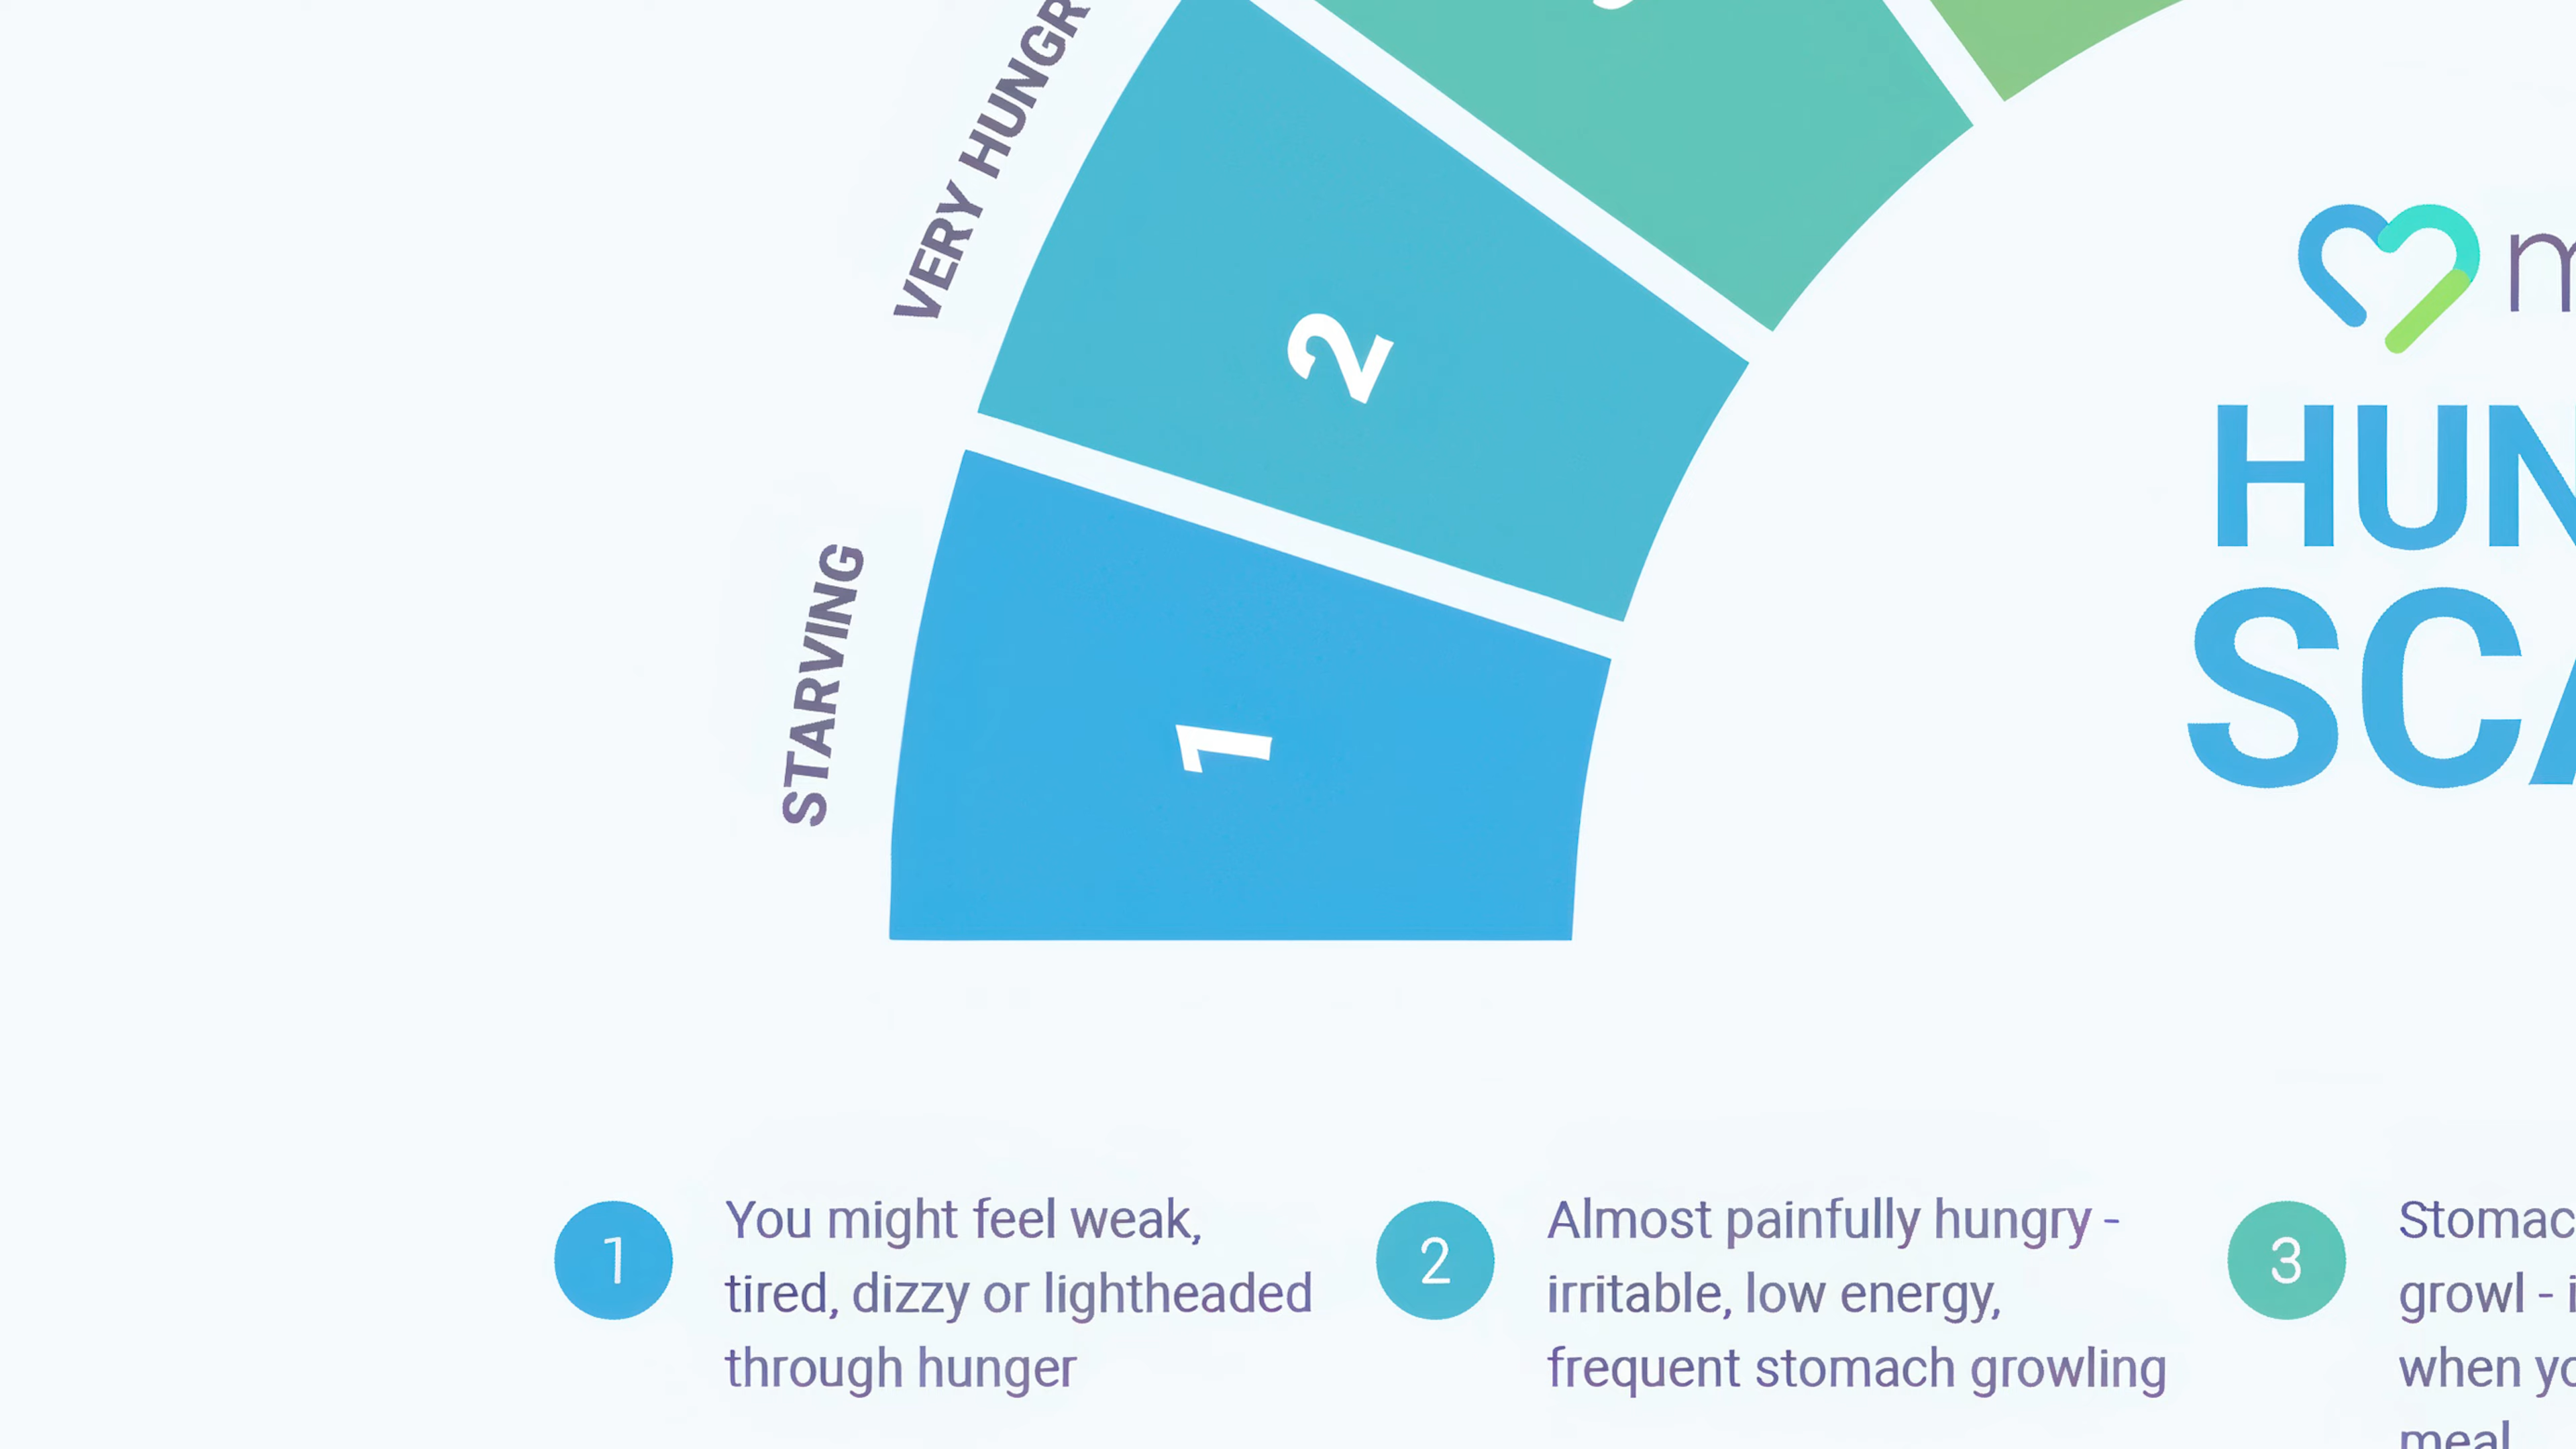 VERY HUNGR
2
STARVING
1
m
HUN
SCA
1
You might feel weak,
tired, dizzy or lightheaded
through hunger
2
Almost painfully hungry -
irritable, low energy,
frequent stomach growling
3
Stomac
growl - i
when yo
meal